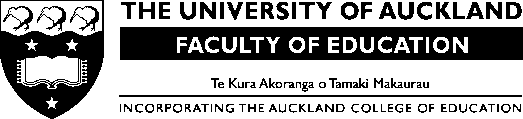 THE UNIVERSITY OF AUCKLAND
FACULTY OF EDUCATION
Te Kura Akoranga o Tamaki Makaurau
INCORPORATING THE AUCKLAND COLLEGE OF EDUCATION